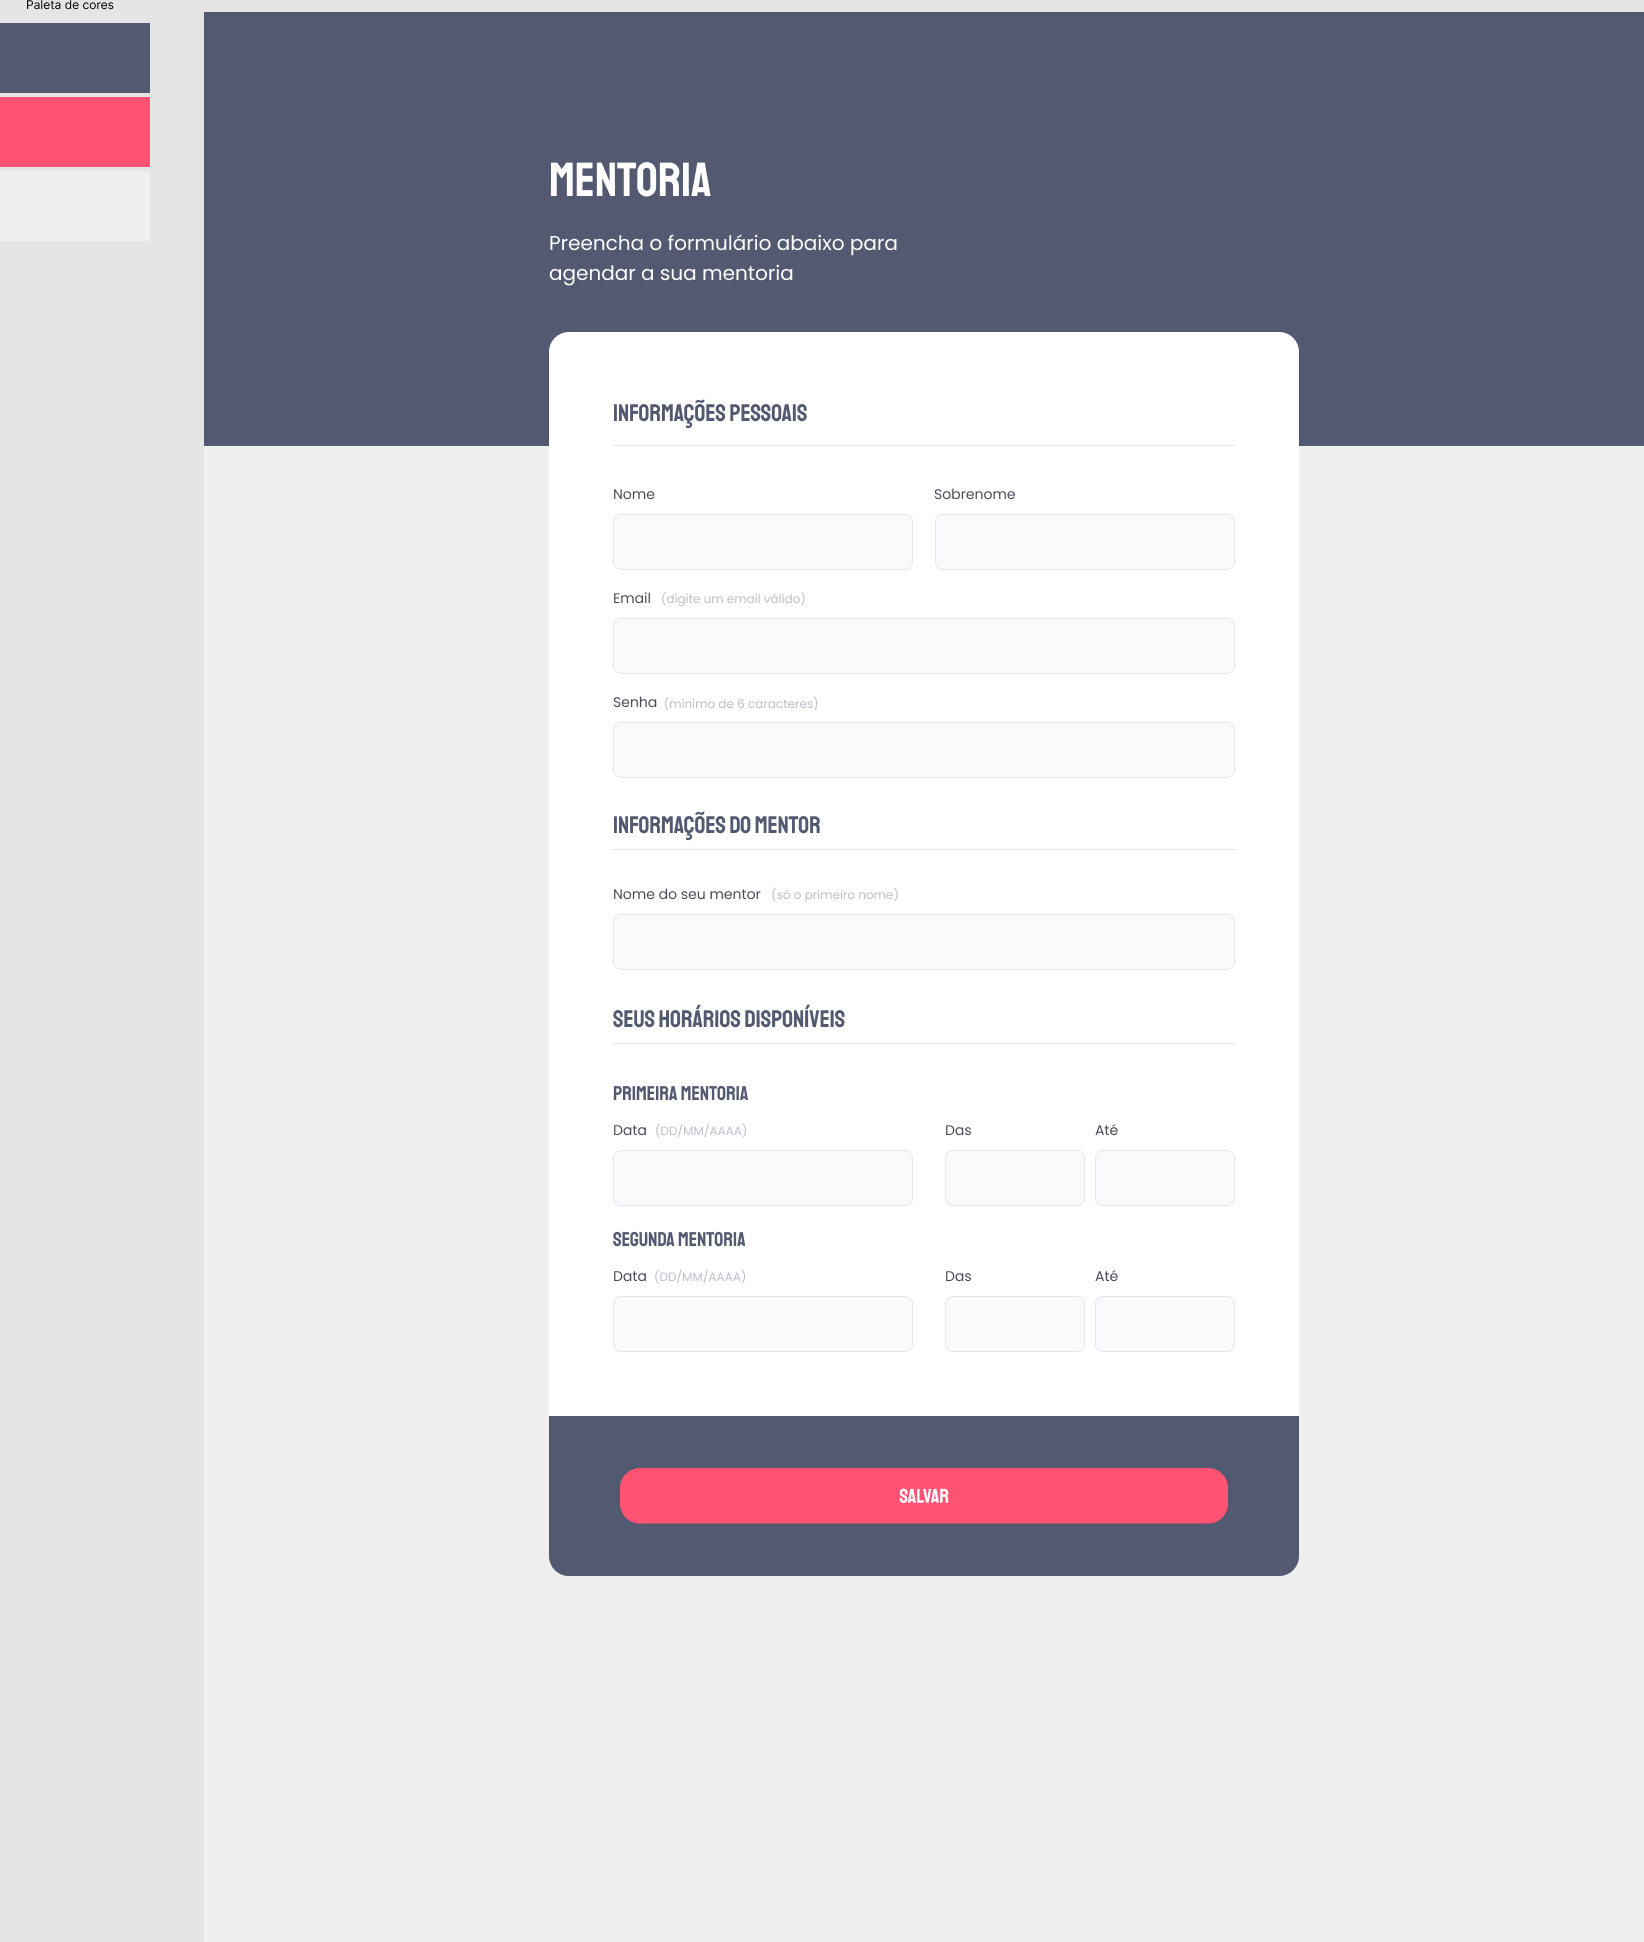 Paleta de cores
MENTORIA
Preencha o formulário abaixo para
agendar a sua mentoria
INFORMAÇÕES PESSOAIS
Nome
Sobrenome
Email (digite um email válido)
Senha (mínimo de 6 caracteres)
INFORMAÇÕES DO MENTOR
Nome do seu mentor (só o primeiro nome)
SEUS HORÁRIOS DISPONÍVEIS
PRIMEIRA MENTORIA
Data (DD/MM/AAAA)
Das
Até
SEGUNDA MENTORIA
Data (DD/MM/AAAA)
Das
Até
SALVAR